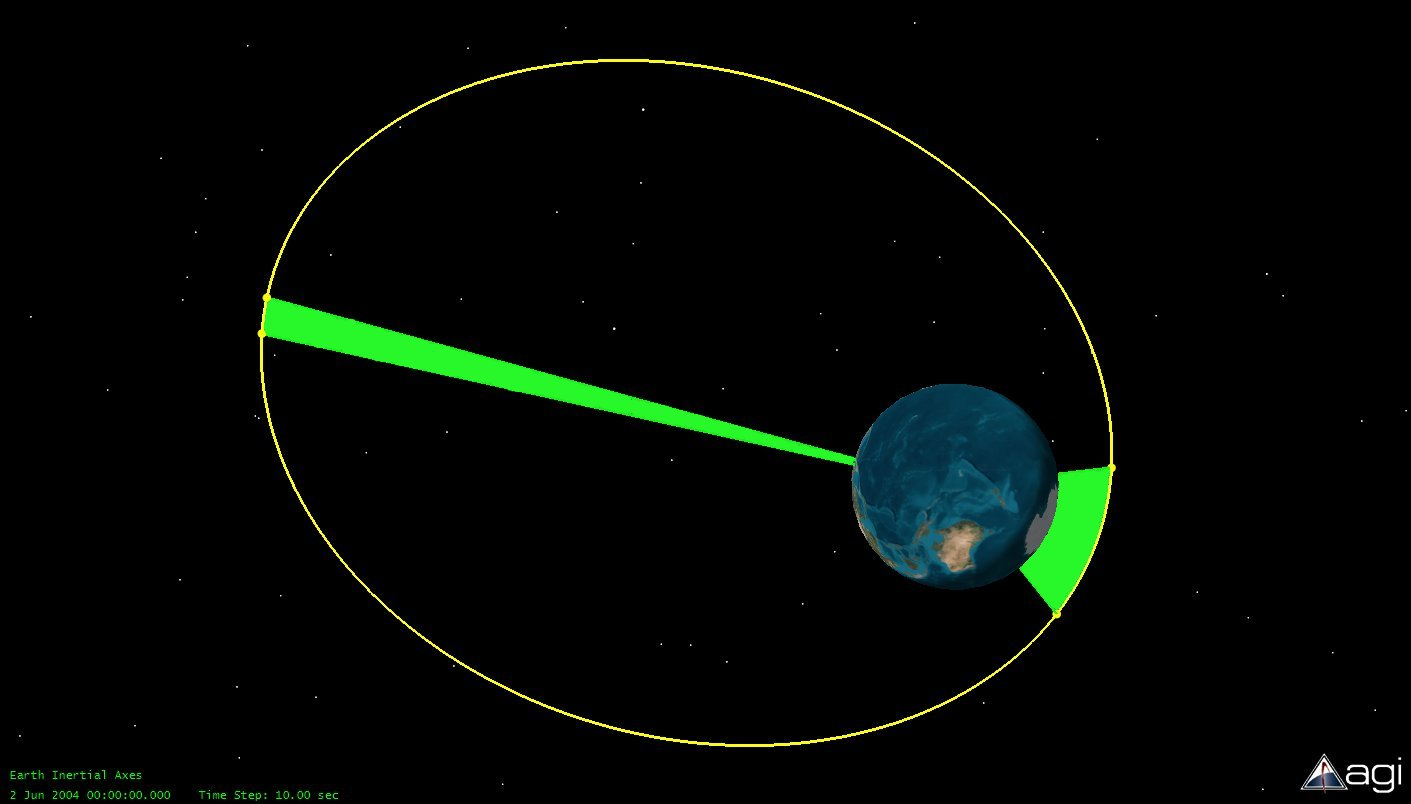 Earth Inertial Axes
2 Jun 2004 00:00:00.000    Time Step: 10.00 sec
agi